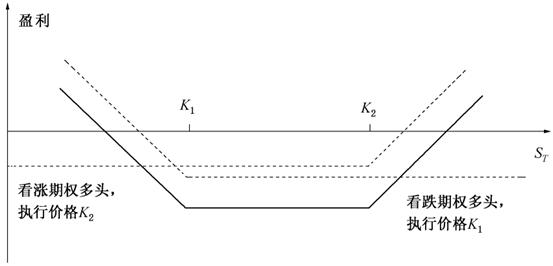 盈利
K₁
K₂
Sₜ
看涨期权多头，
执行价格K₂
看跌期权多头，
执行价格K₁